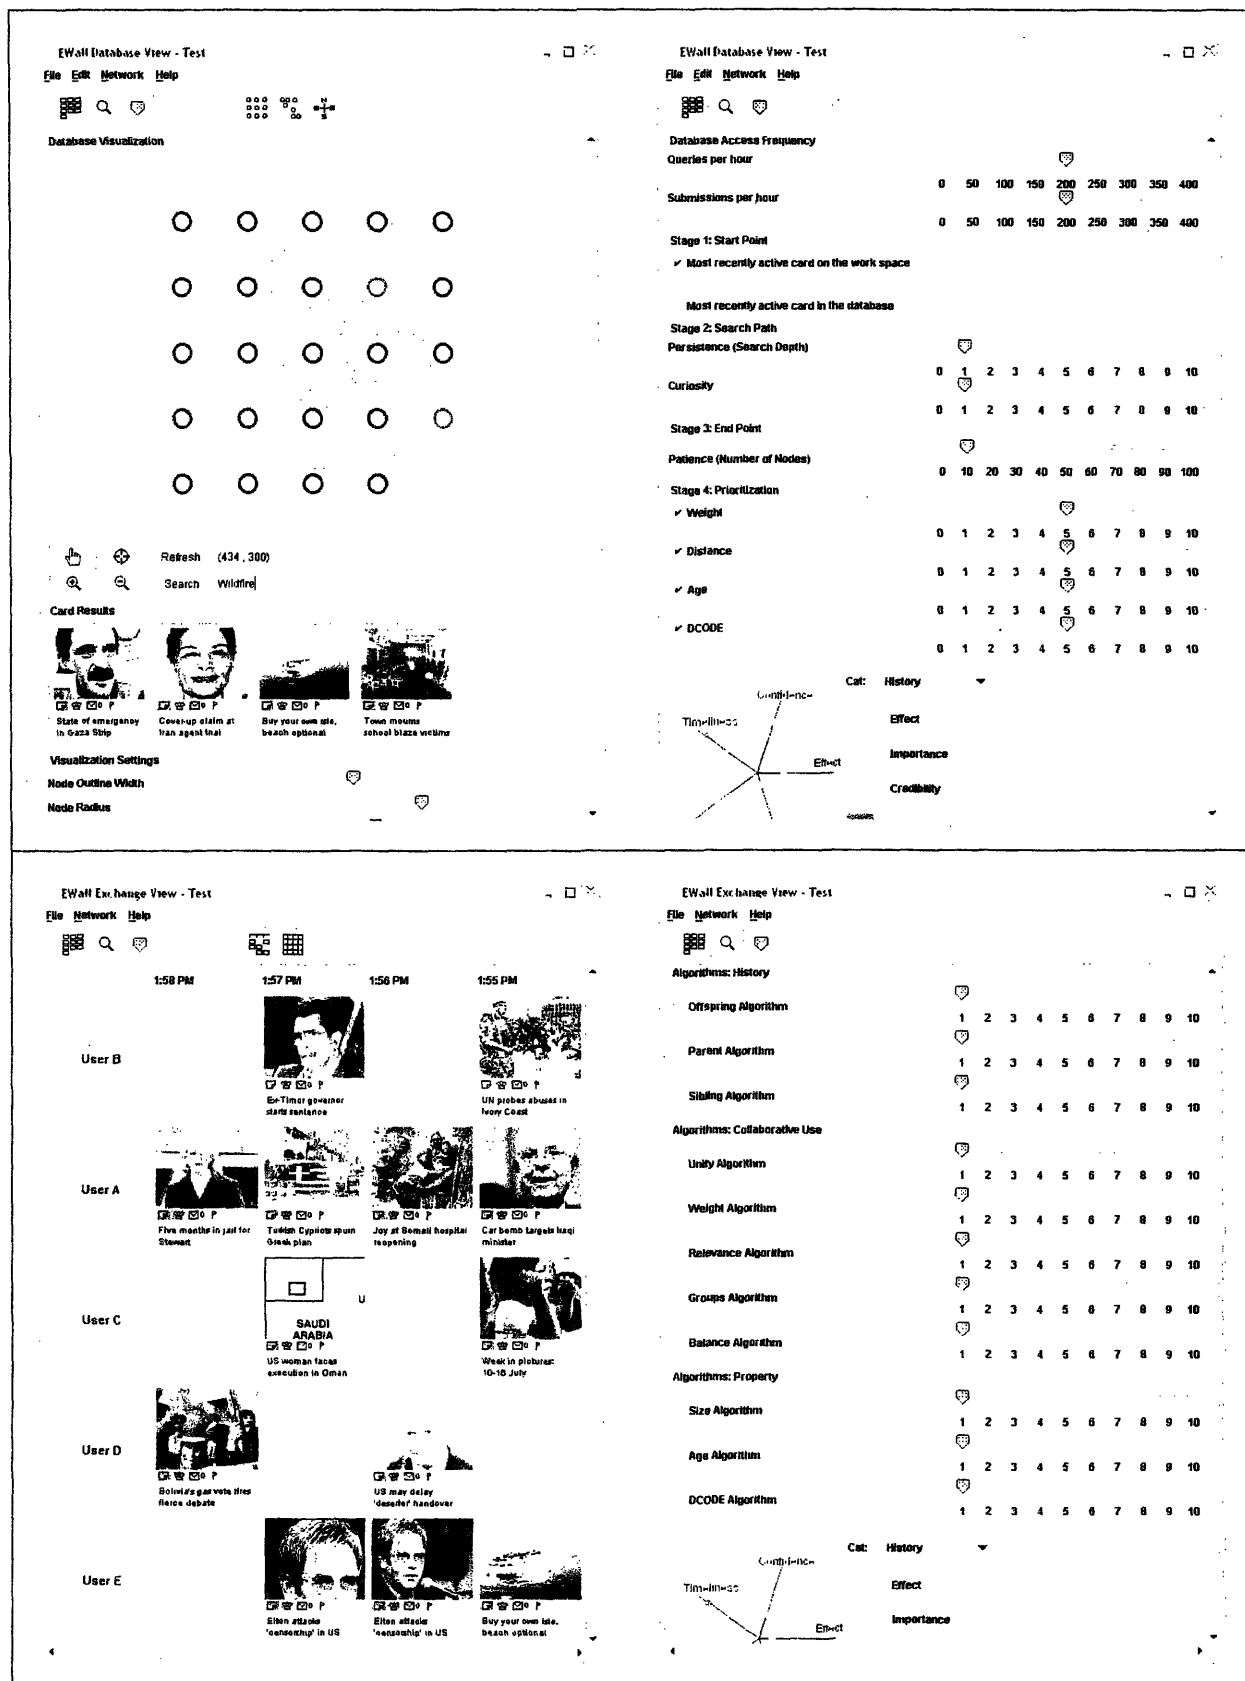 EWall Database View - Test
File Edit Network Help
Database Visualization
Refresh (434, 300)
Search Wildfire
Card Results
State of emergency in Gaza Strip
Cover-up claim at Iran agent trial
Buy your own isle, beach optional
Town mourns school blaze victims
Visualization Settings
Node Outline Width
Node Radius
EWall Database View - Test
File Edit Network Help
Database Access Frequency
Queries per hour
0 50 100 150 200 250 300 350 400
Submissions per hour
0 50 100 150 200 250 300 350 400
Stage 1: Start Point
✓ Most recently active card on the work space
Most recently active card in the database
Stage 2: Search Path
Persistence (Search Depth)
0 1 2 3 4 5 6 7 8 9 10
Curiosity
0 1 2 3 4 5 6 7 8 9 10
Stage 3: End Point
Patience (Number of Nodes)
0 10 20 30 40 50 60 70 80 90 100
Stage 4: Prioritization
✓ Weight
0 1 2 3 4 5 6 7 8 9 10
✓ Distance
0 1 2 3 4 5 6 7 8 9 10
✓ Age
0 1 2 3 4 5 6 7 8 9 10
✓ DCODE
0 1 2 3 4 5 6 7 8 9 10
Cat: History
Confidence
Timeliness
Effect
Effect
Importance
Credibility
EWall Exchange View - Test
File Network Help
1:58 PM 1:57 PM 1:56 PM 1:55 PM
User B
Ex-Timor governor starts sentence
UN probes abuses in Ivory Coast
User A
Five months in jail for Stewart
Turkish Cypriots spurn Greek plan
Joy at Somali hospital reopening
Car bomb targets Iraqi minister
User C
U
SAUDI
ARABIA
US woman faces execution in Oman
Week in pictures: 10-16 July
User D
Bolivia's gas vote fires fierce debate
US may delay 'deserter' handover
User E
Elton attacks 'censorship' in US
Elton attacks 'censorship' in US
Buy your own isle, beach optional
EWall Exchange View - Test
File Network Help
Algorithms: History
Offspring Algorithm
1 2 3 4 5 6 7 8 9 10
Parent Algorithm
1 2 3 4 5 6 7 8 9 10
Sibling Algorithm
1 2 3 4 5 6 7 8 9 10
Algorithms: Collaborative Use
Unity Algorithm
1 2 3 4 5 6 7 8 9 10
Weight Algorithm
1 2 3 4 5 6 7 8 9 10
Relevance Algorithm
1 2 3 4 5 6 7 8 9 10
Groups Algorithm
1 2 3 4 5 6 7 8 9 10
Balance Algorithm
1 2 3 4 5 6 7 8 9 10
Algorithms: Property
Size Algorithm
1 2 3 4 5 6 7 8 9 10
Age Algorithm
1 2 3 4 5 6 7 8 9 10
DCODE Algorithm
1 2 3 4 5 6 7 8 9 10
Cat: History
Confidence
Timeliness
Effect
Effect
Importance